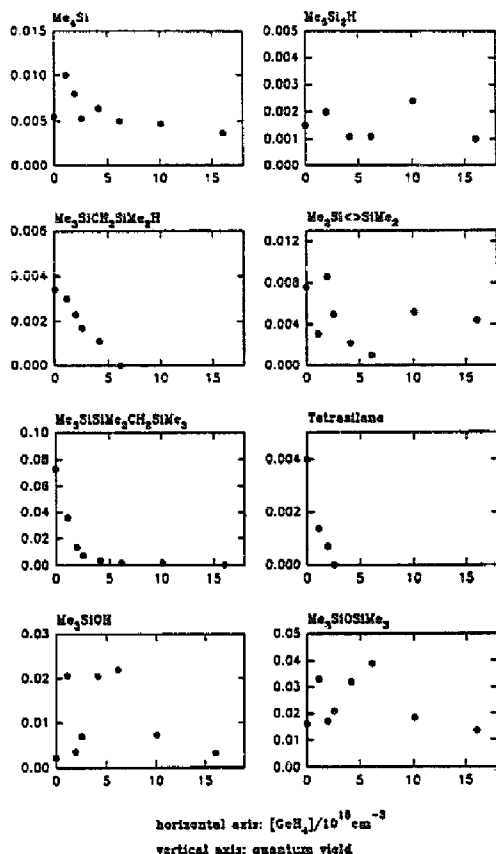 Me₄Si
0.015
0.010
0.005
0.000
0 5 10 15
Me₅Si₂H
0.005
0.004
0.003
0.002
0.001
0.000
0 5 10 15
Me₃SiCH₂SiMe₂H
0.006
0.004
0.002
0.000
0 5 10 15
Me₂Si<>SiMe₂
0.012
0.008
0.004
0.000
0 5 10 15
Me₃SiSiMe₂CH₂SiMe₃
0.10
0.08
0.06
0.04
0.02
0.00
0 5 10 15
Tetrasilane
0.004
0.002
0.000
0 5 10 15
Me₃SiOH
0.03
0.02
0.01
0.00
0 5 10 15
Me₃SiOSiMe₃
0.05
0.04
0.03
0.02
0.01
0.00
0 5 10 15
horizontal axis:
vertical axis: quantum yield